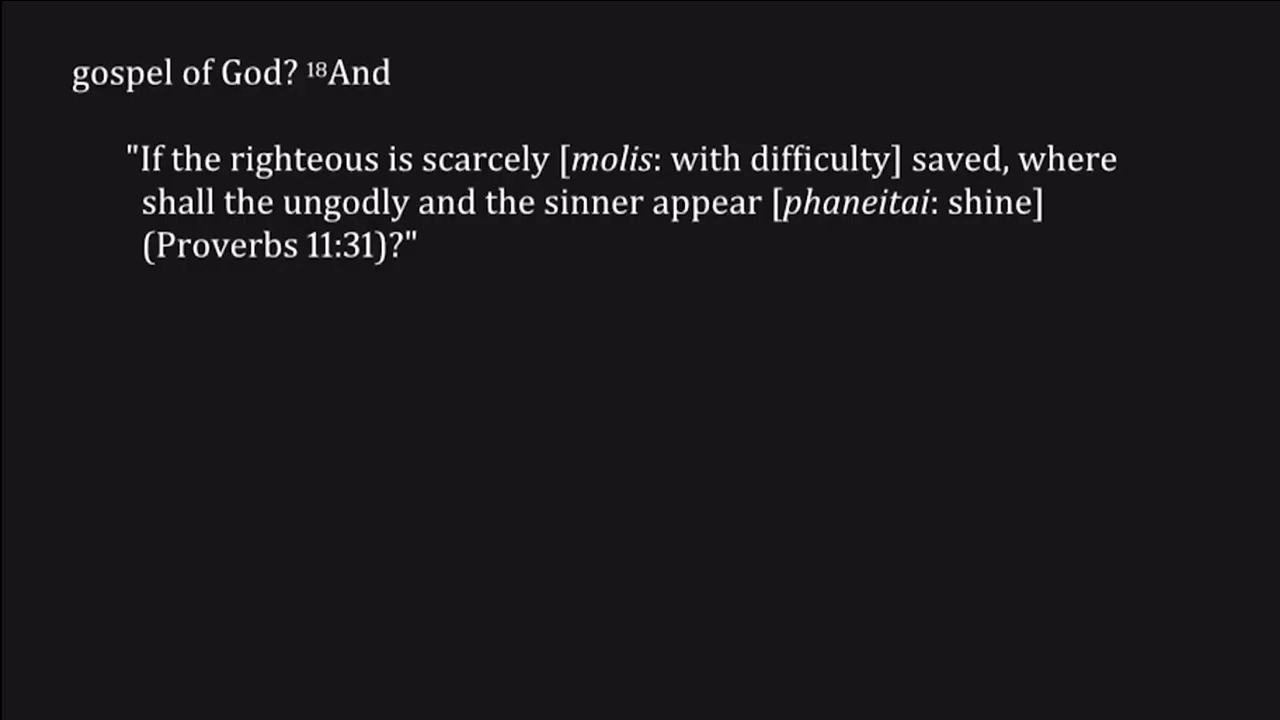 gospel of God? 18And
"If the righteous is scarcely [molis: with difficulty] saved, where
shall the ungodly and the sinner appear [phaneitai: shine]
(Proverbs 11:31)?"